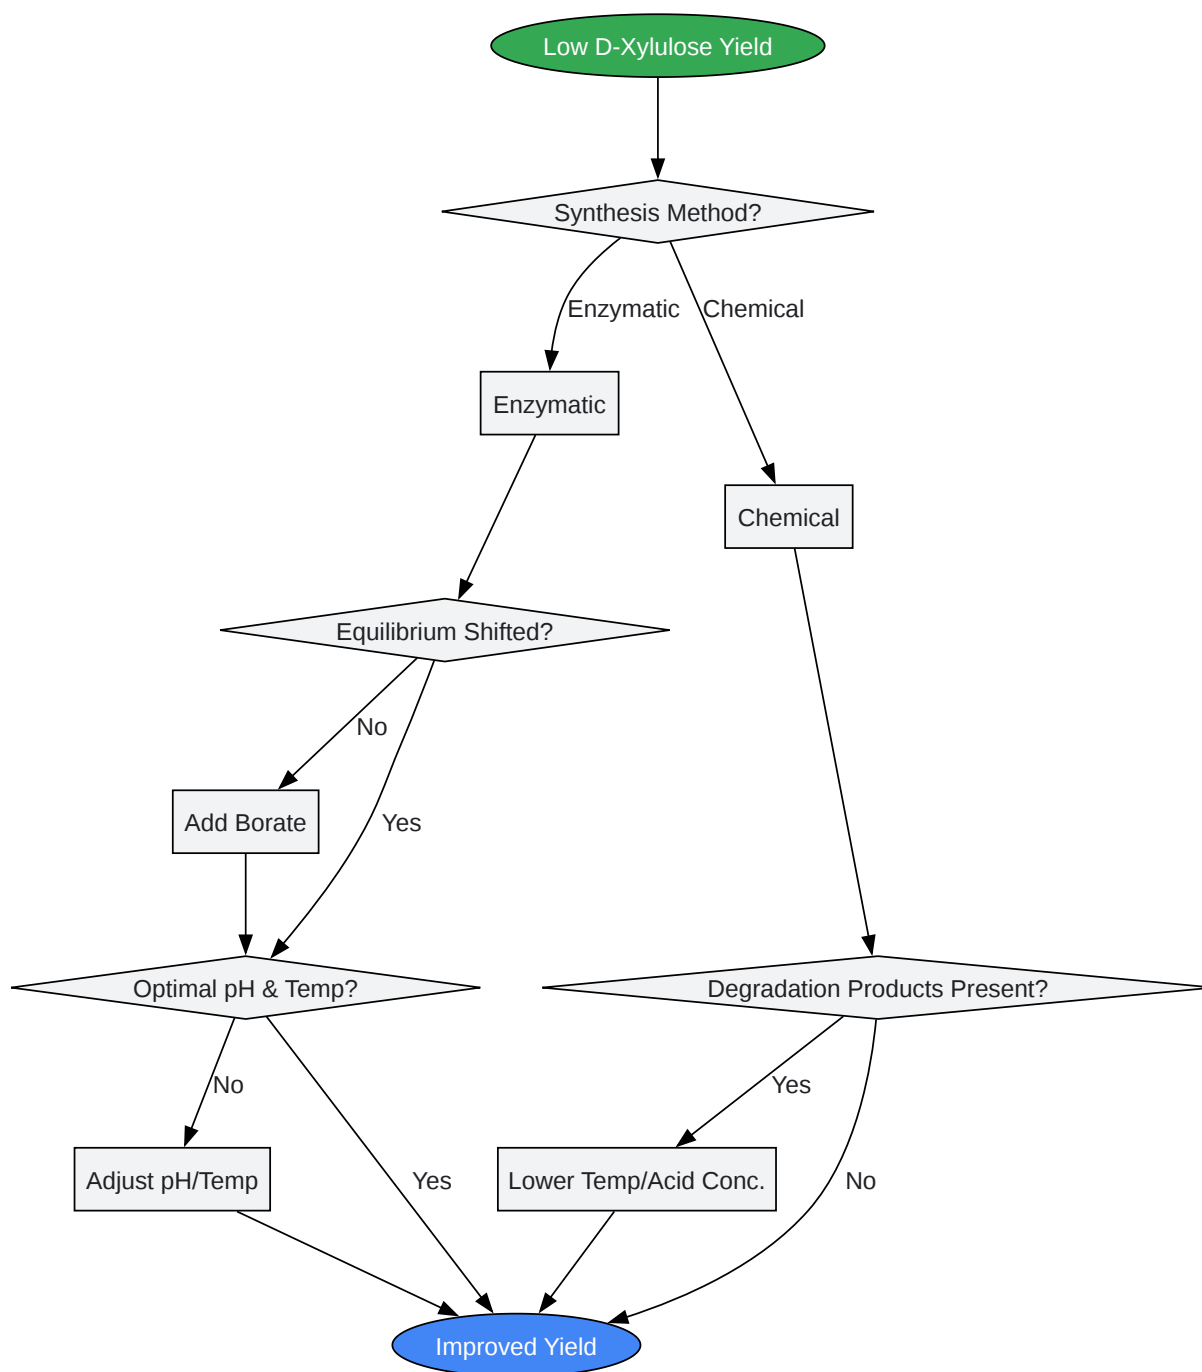 Low D-Xylulose Yield
Synthesis Method?
Enzymatic
Chemical
Enzymatic
Chemical
Equilibrium Shifted?
No
Add Borate
Yes
Optimal pH & Temp?
Degradation Products Present?
No
Yes
Adjust pH/Temp
Yes
Lower Temp/Acid Conc.
No
Improved Yield